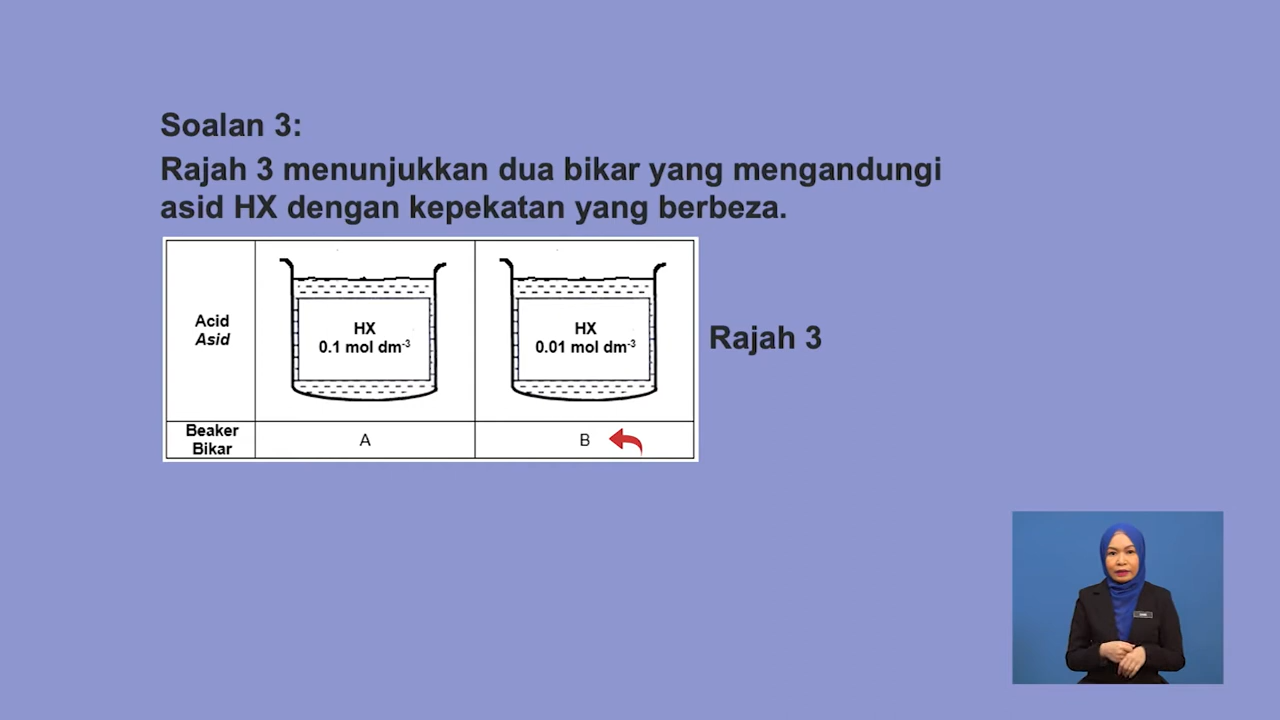 Soalan 3:
Rajah 3 menunjukkan dua bikar yang mengandungi
asid HX dengan kepekatan yang berbeza.
Acid
Asid
HX
0.1 mol dm⁻³
HX
0.01 mol dm⁻³
Rajah 3
Beaker
Bikar
A
B